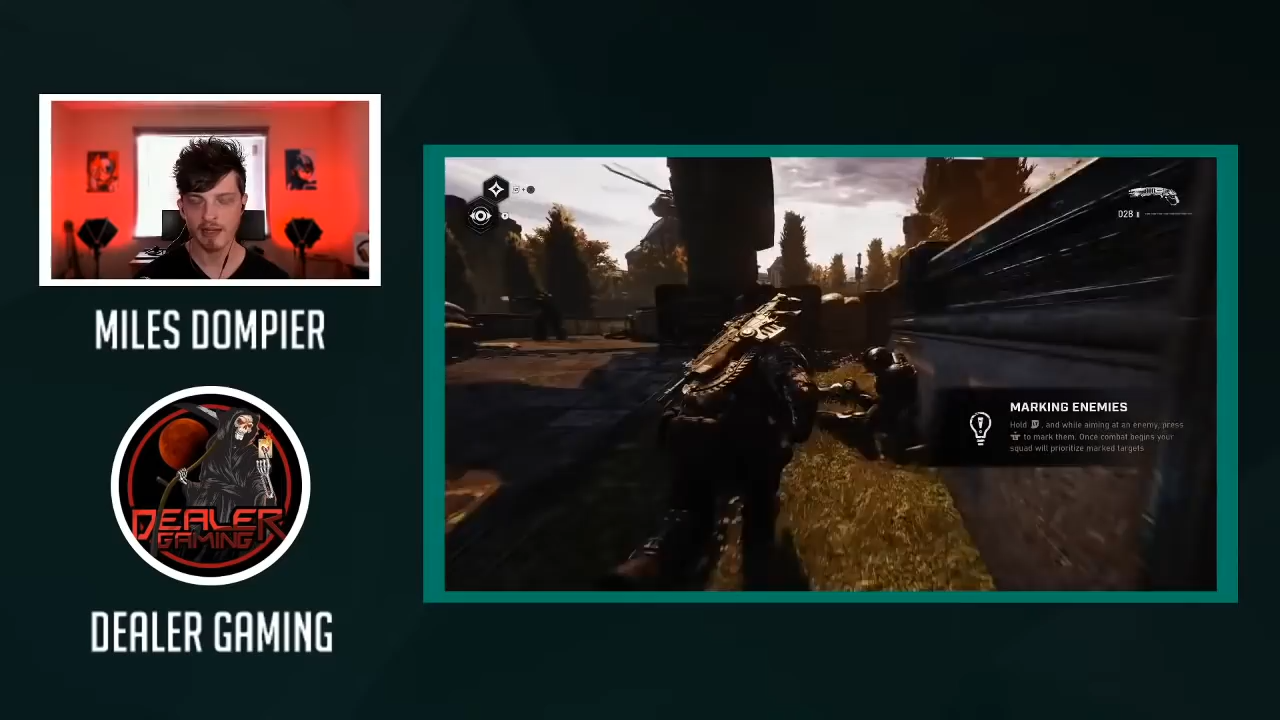 MILES DOMPIER
DEALER
GAMING
DEALER GAMING
028
MARKING ENEMIES
Hold , and while aiming at an enemy, press
to mark them. Once combat begins your
squad will prioritize marked targets